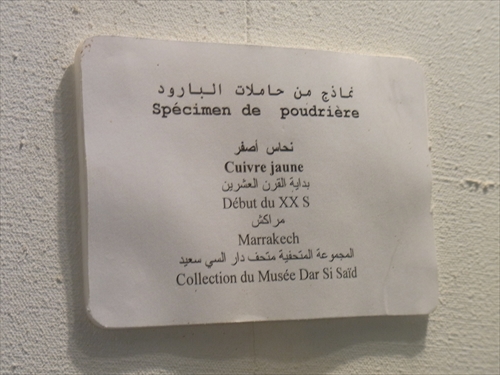 نماذج من حاملات البارود
Spécimen de poudrière
نحاس أصفر
Cuivre jaune
بداية القرن العشرين
Début du XX S
مراكش
Marrakech
المجموعة المتحفية متحف دار السي سعيد
Collection du Musée Dar Si Saïd